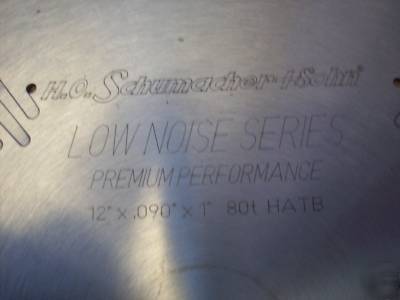 H.O. Schumacher+Sohn
LOW NOISE SERIES
PREMIUM PERFORMANCE
12" x .090" x 1" 80t HATB